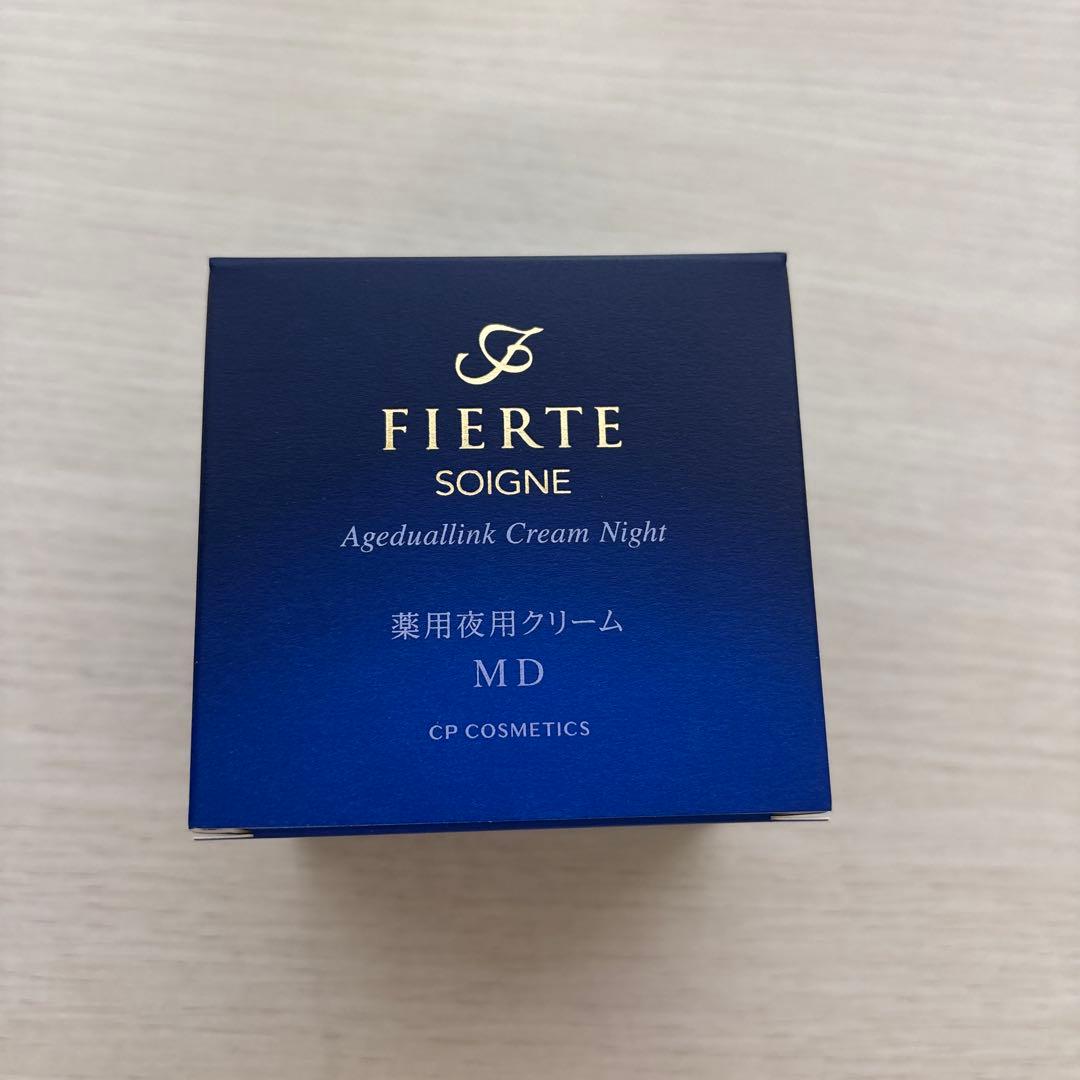 FIERTE
SOIGNE
Ageduallink Cream Night
薬用夜用クリーム
MD
CP COSMETICS